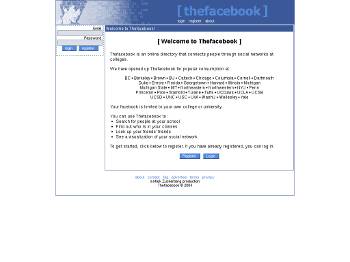 [ thefacebook ]
login register about
Email:
Password:
login register
Welcome to Thefacebook!
[ Welcome to Thefacebook ]
Thefacebook is an online directory that connects people through social networks at
colleges.
We have opened up Thefacebook for popular consumption at:
BC • Berkeley • Brown • BU • Caltech • Chicago • Columbia • Cornell • Dartmouth
Duke • Emory • Florida • Georgetown • Harvard • Illinois • Michigan
Michigan State • MIT • Northeastern • Northwestern • NYU • Penn
Princeton • Rice • Stanford • Tulane • Tufts • UC Davis • UCLA • UCSB
UCSD • UNC • USC • UVA • WashU • Wellesley • Yale
Your facebook is limited to your own college or university.
You can use Thefacebook to:
• Search for people at your school
• Find out who is in your classes
• Look up your friends' friends
• See a visualization of your social network
To get started, click below to register. If you have already registered, you can log in.
Register Login
about contact faq advertise terms privacy
a Mark Zuckerberg production
Thefacebook © 2004